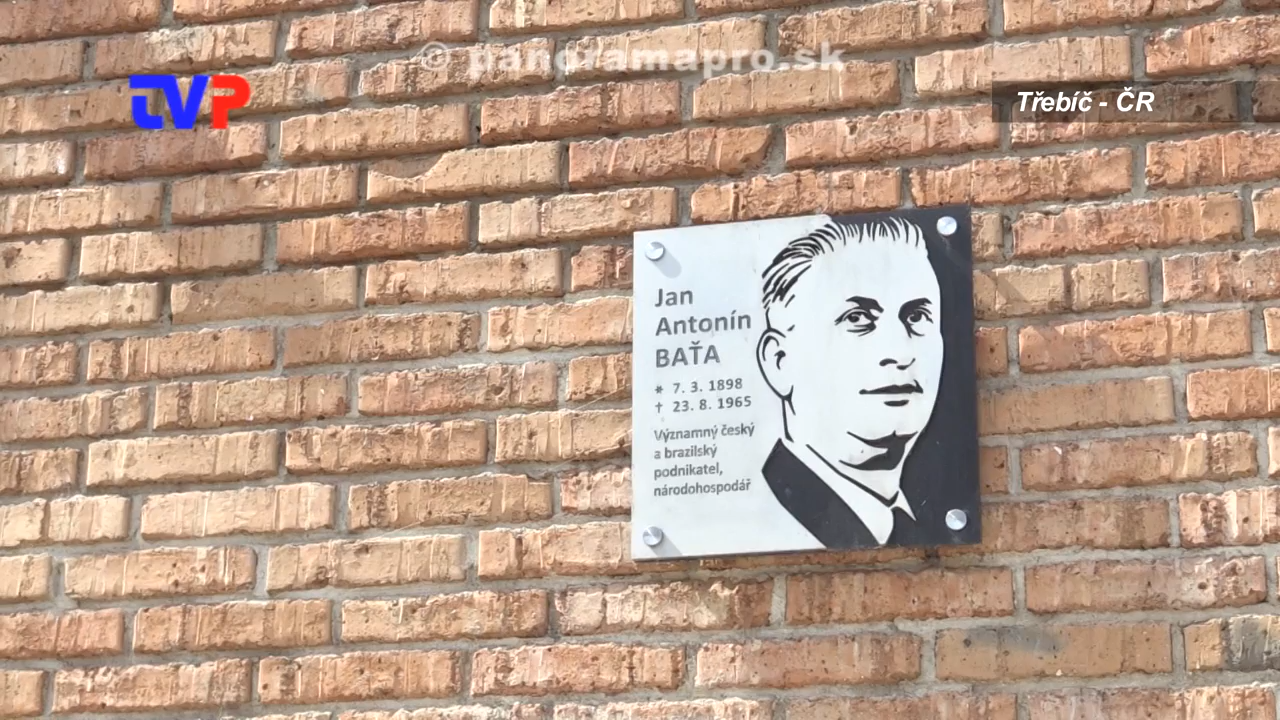 © panoramapro.sk
TVP
Třebíč - ČR
Jan
Antonín
BAŤA
* 7. 3. 1898
† 23. 8. 1965
Významný český
a brazilský
podnikatel,
národohospodář